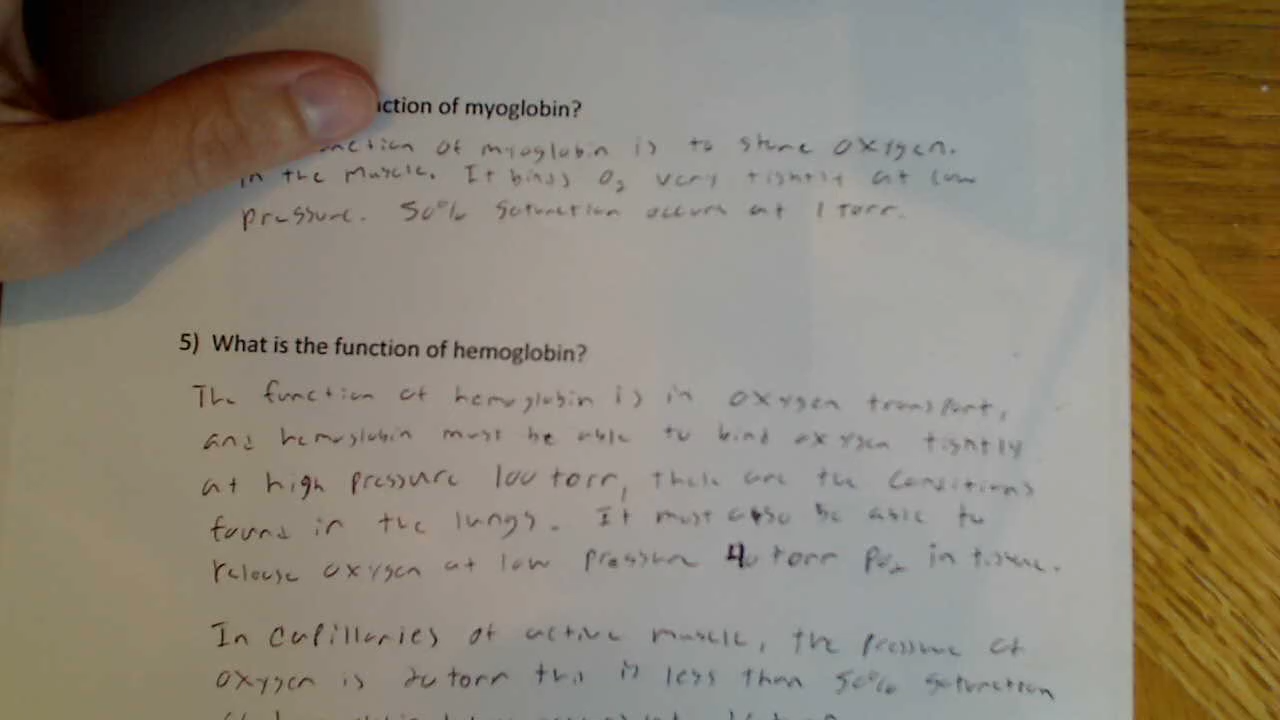 ction of myoglobin?
nction of myoglobin is to store oxygen.
in the muscle. It binds O2 very tightly at low
pressure. 50% saturation occurs at 1 torr.
5) What is the function of hemoglobin?
The function of hemoglobin is in oxygen transport,
and hemoglobin must be able to bind oxygen tightly
at high pressure 100 torr, these are the conditions
found in the lungs. It must also be able to
release oxygen at low pressure 40 torr PO2 in tissue.
In capillaries of active muscle, the pressure of
oxygen is 20 torr this is less than 50% saturation